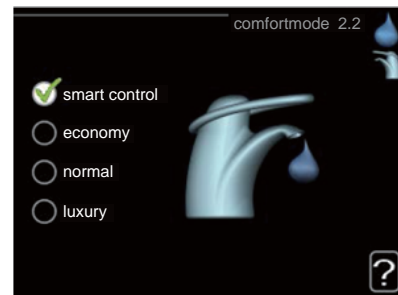 comfortmode 2.2
smart control
economy
normal
luxury
?